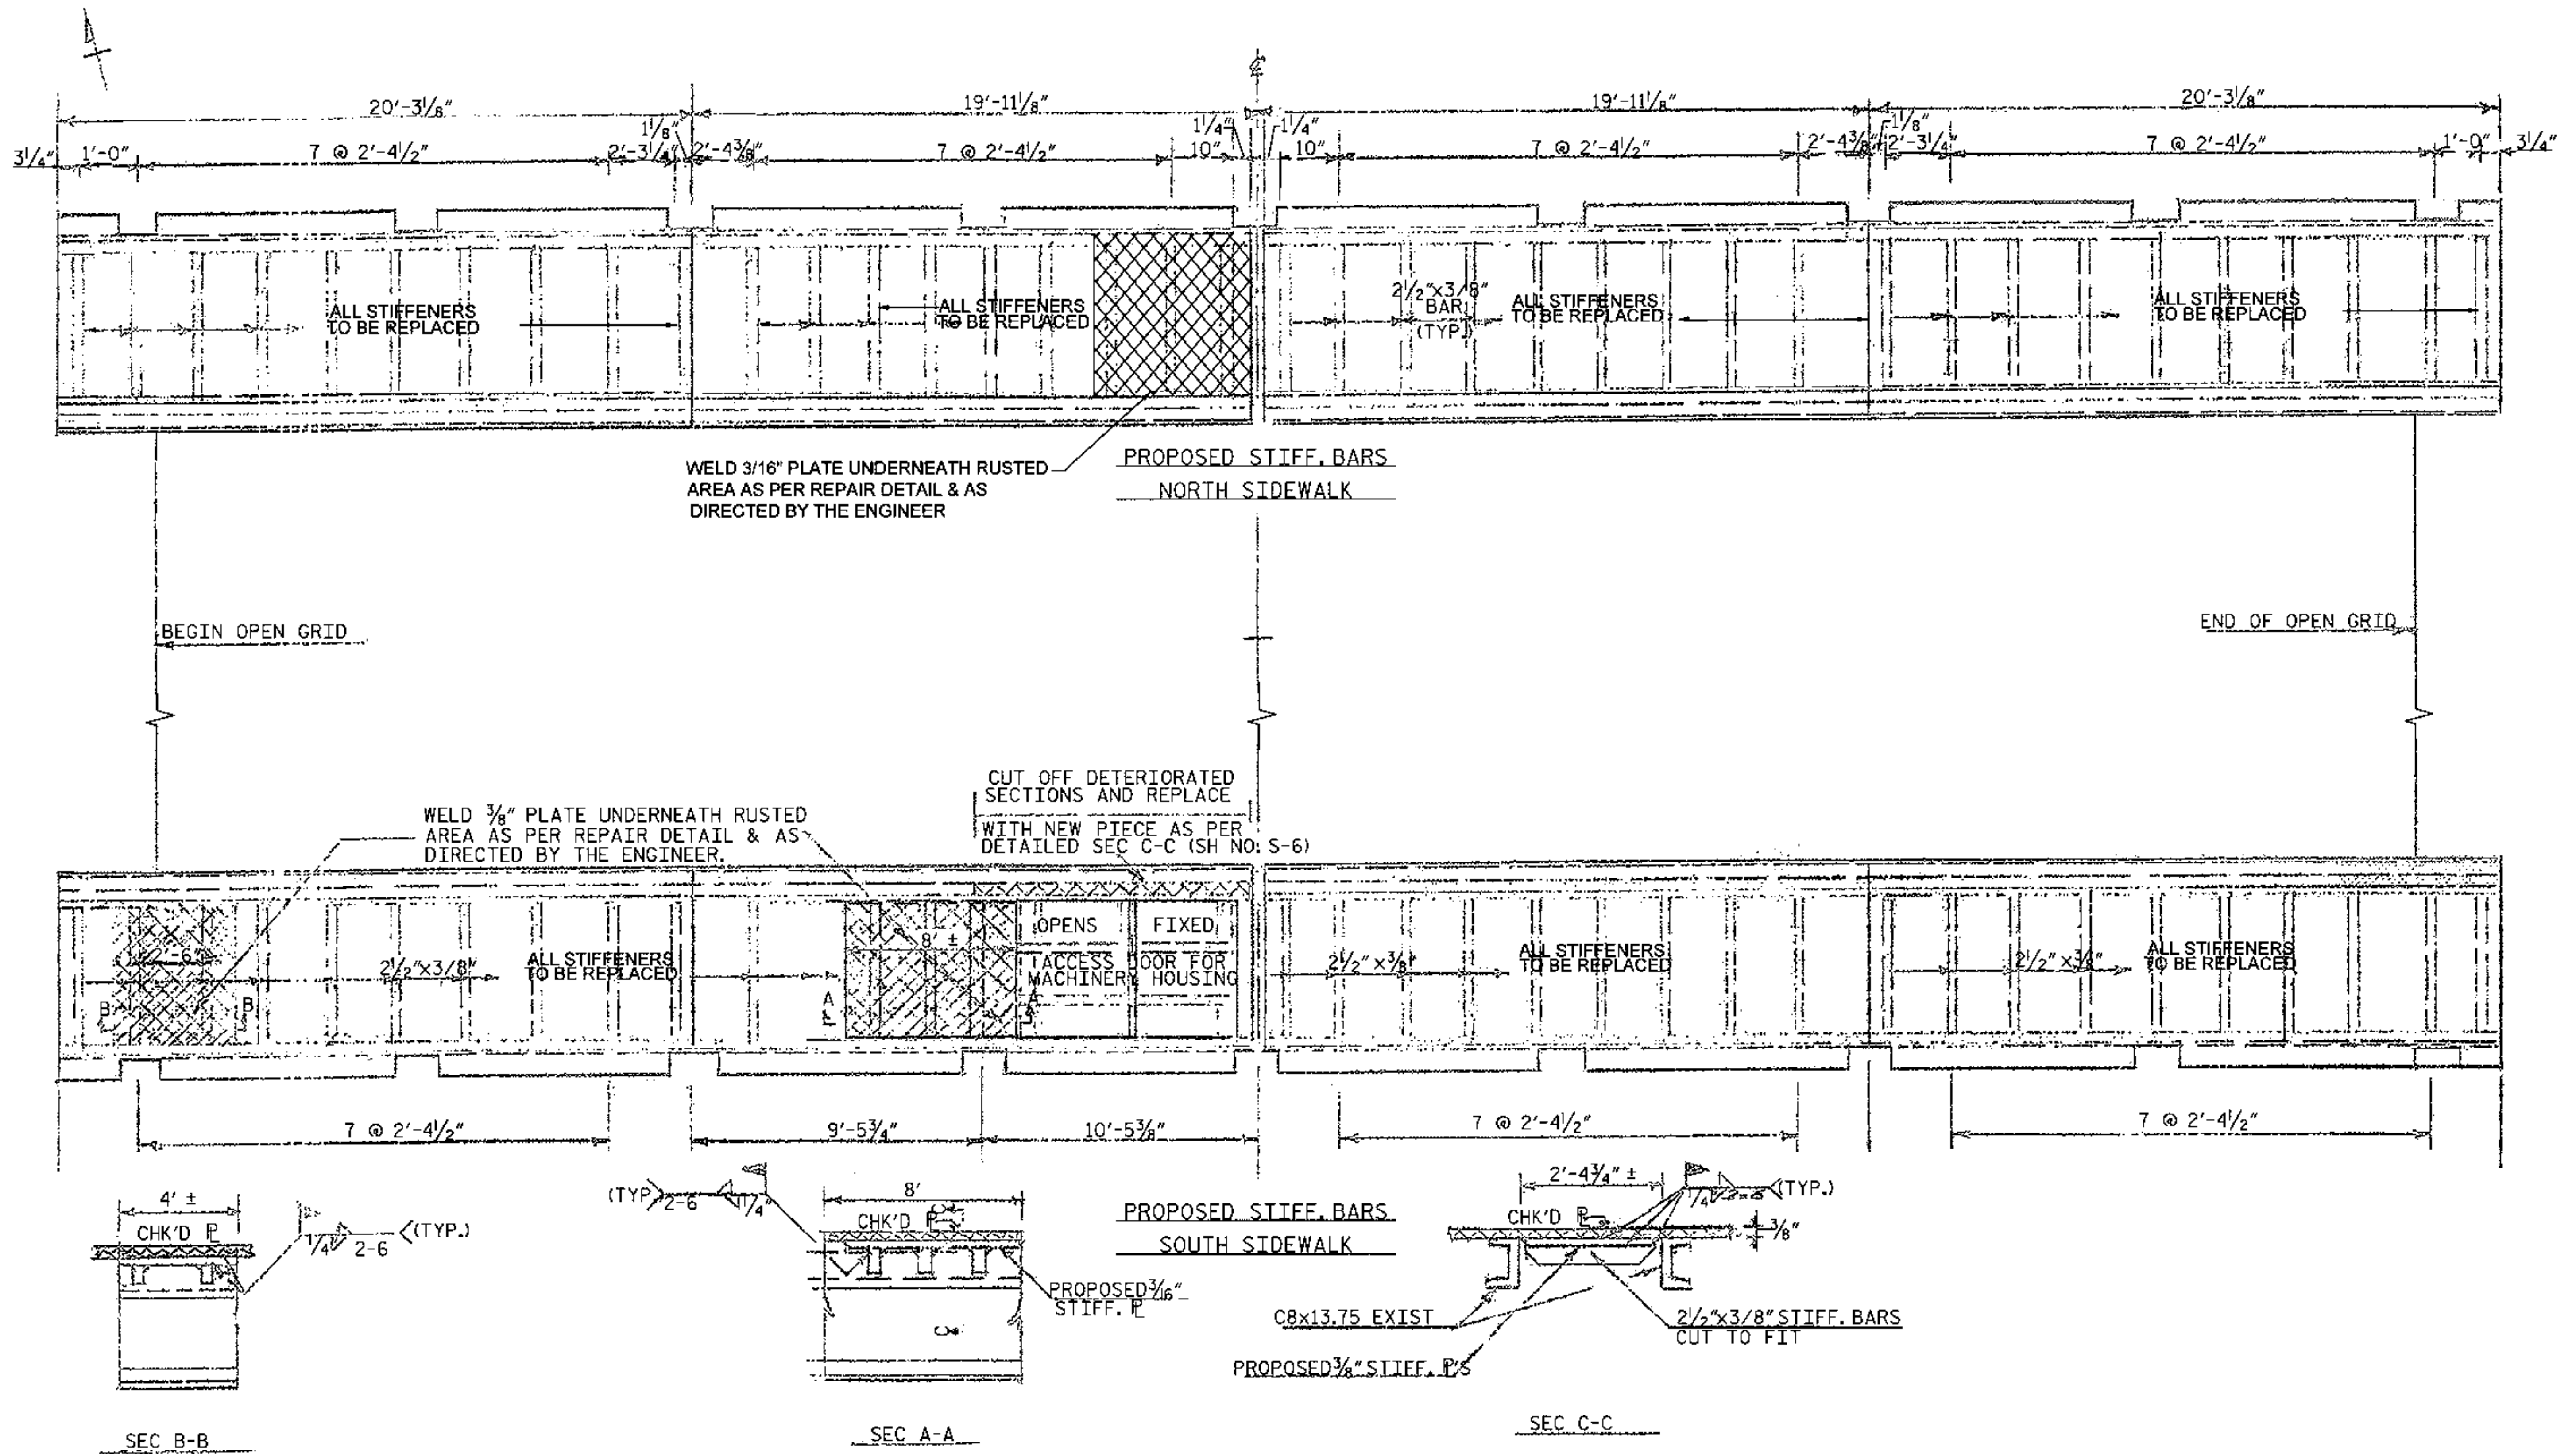 ℄
20'-3 1/8"
19'-11 1/8"
19'-11 1/8"
20'-3 1/8"
3 1/4"
1'-0"
7 @ 2'-4 1/2"
2'-3 1/4"
1 1/8"
2'-4 3/8"
7 @ 2'-4 1/2"
10"
1 1/4"
1 1/4"
10"
7 @ 2'-4 1/2"
2'-4 3/8"
1 1/8"
2'-3 1/4"
7 @ 2'-4 1/2"
1'-0"
3 1/4"
ALL STIFFENERS
TO BE REPLACED
ALL STIFFENERS
TO BE REPLACED
2 1/2"x3/8"
BAR
(TYP.)
ALL STIFFENERS
TO BE REPLACED
ALL STIFFENERS
TO BE REPLACED
WELD 3/16" PLATE UNDERNEATH RUSTED
AREA AS PER REPAIR DETAIL & AS
DIRECTED BY THE ENGINEER
PROPOSED STIFF. BARS
NORTH SIDEWALK
BEGIN OPEN GRID
END OF OPEN GRID
WELD 3/8" PLATE UNDERNEATH RUSTED
AREA AS PER REPAIR DETAIL & AS
DIRECTED BY THE ENGINEER.
CUT OFF DETERIORATED
SECTIONS AND REPLACE
WITH NEW PIECE AS PER
DETAILED SEC C-C (SH NO: S-6)
2'-6"
B
B
2 1/2"x3/8"
ALL STIFFENERS
TO BE REPLACED
8' ±
A
A
OPENS
FIXED
ACCESS DOOR FOR
MACHINERY HOUSING
2 1/2"x3/8"
ALL STIFFENERS
TO BE REPLACED
2 1/2"x3/8"
ALL STIFFENERS
TO BE REPLACED
7 @ 2'-4 1/2"
9'-5 3/4"
10'-5 3/8"
7 @ 2'-4 1/2"
7 @ 2'-4 1/2"
4' ±
CHK'D ℄
1/4
2-6
(TYP.)
SEC B-B
(TYP)
2-6
1/4"
8'
CHK'D ℄
C
C
PROPOSED 3/16"
STIFF. ℄
SEC A-A
PROPOSED STIFF. BARS
SOUTH SIDEWALK
2'-4 3/4" ±
1/4
(TYP.)
CHK'D ℄
3/8"
C8x13.75 EXIST
2 1/2"x3/8" STIFF. BARS
CUT TO FIT
PROPOSED 3/8" STIFF. ℄'S
SEC C-C